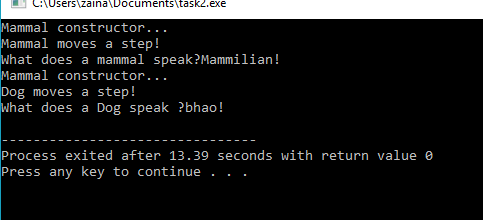 C:\Users\zaina\Documents\task2.exe
Mammal constructor...
Mammal moves a step!
What does a mammal speak?Mammilian!
Mammal constructor...
Dog moves a step!
What does a Dog speak ?bhao!
--------------------------------
Process exited after 13.39 seconds with return value 0
Press any key to continue . . .